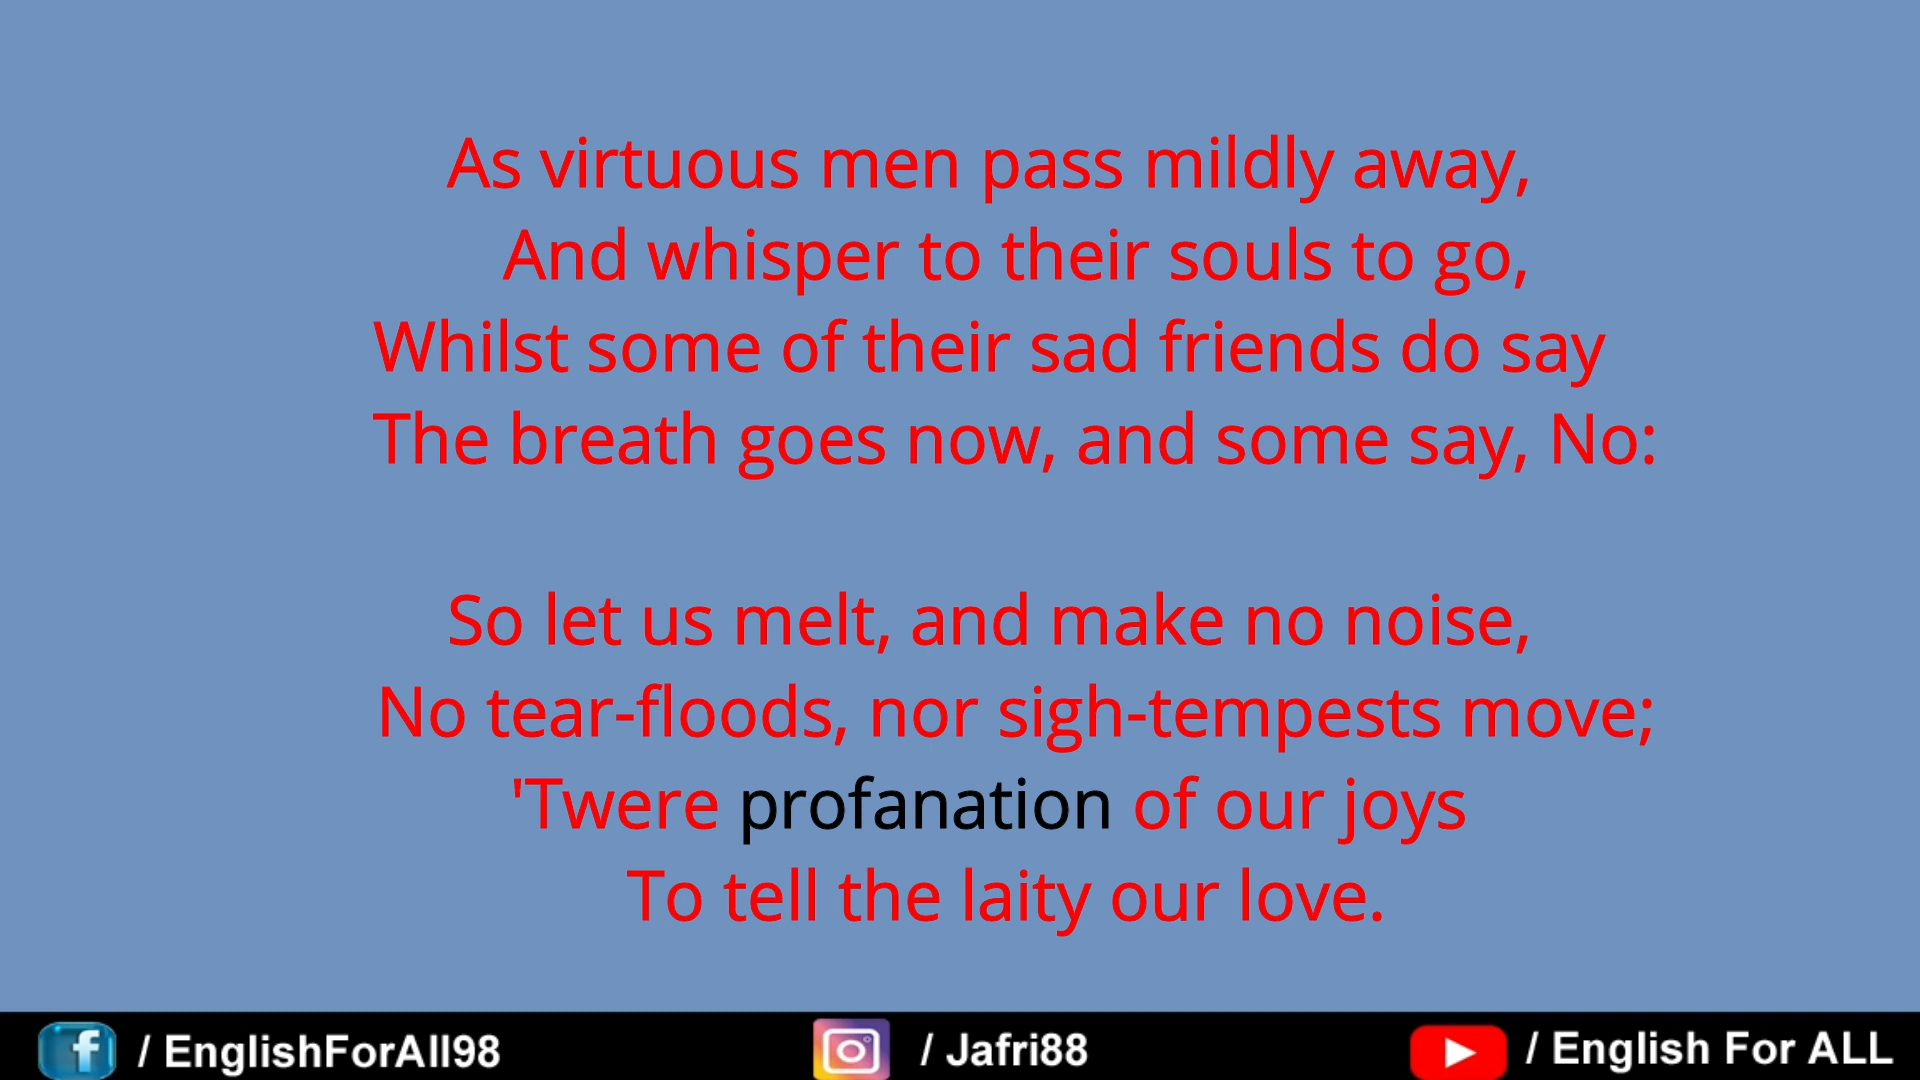 As virtuous men pass mildly away,
And whisper to their souls to go,
Whilst some of their sad friends do say
The breath goes now, and some say, No:
So let us melt, and make no noise,
No tear-floods, nor sigh-tempests move;
'Twere profanation of our joys
To tell the laity our love.
/ EnglishForAll98
/ Jafri88
/ English For ALL